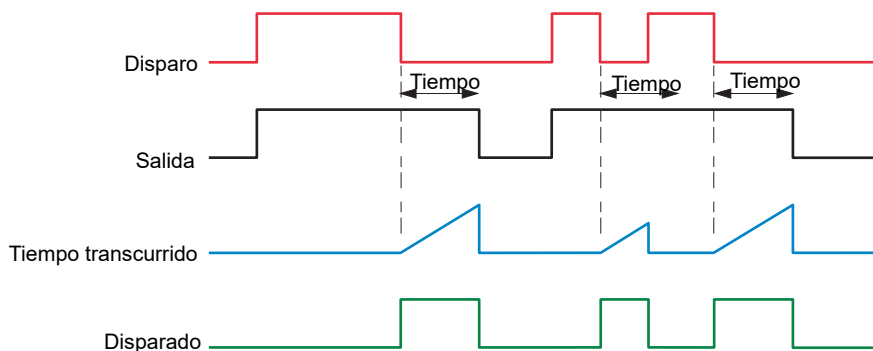 Disparo
Tiempo
Tiempo
Tiempo
Salida
Tiempo transcurrido
Disparado